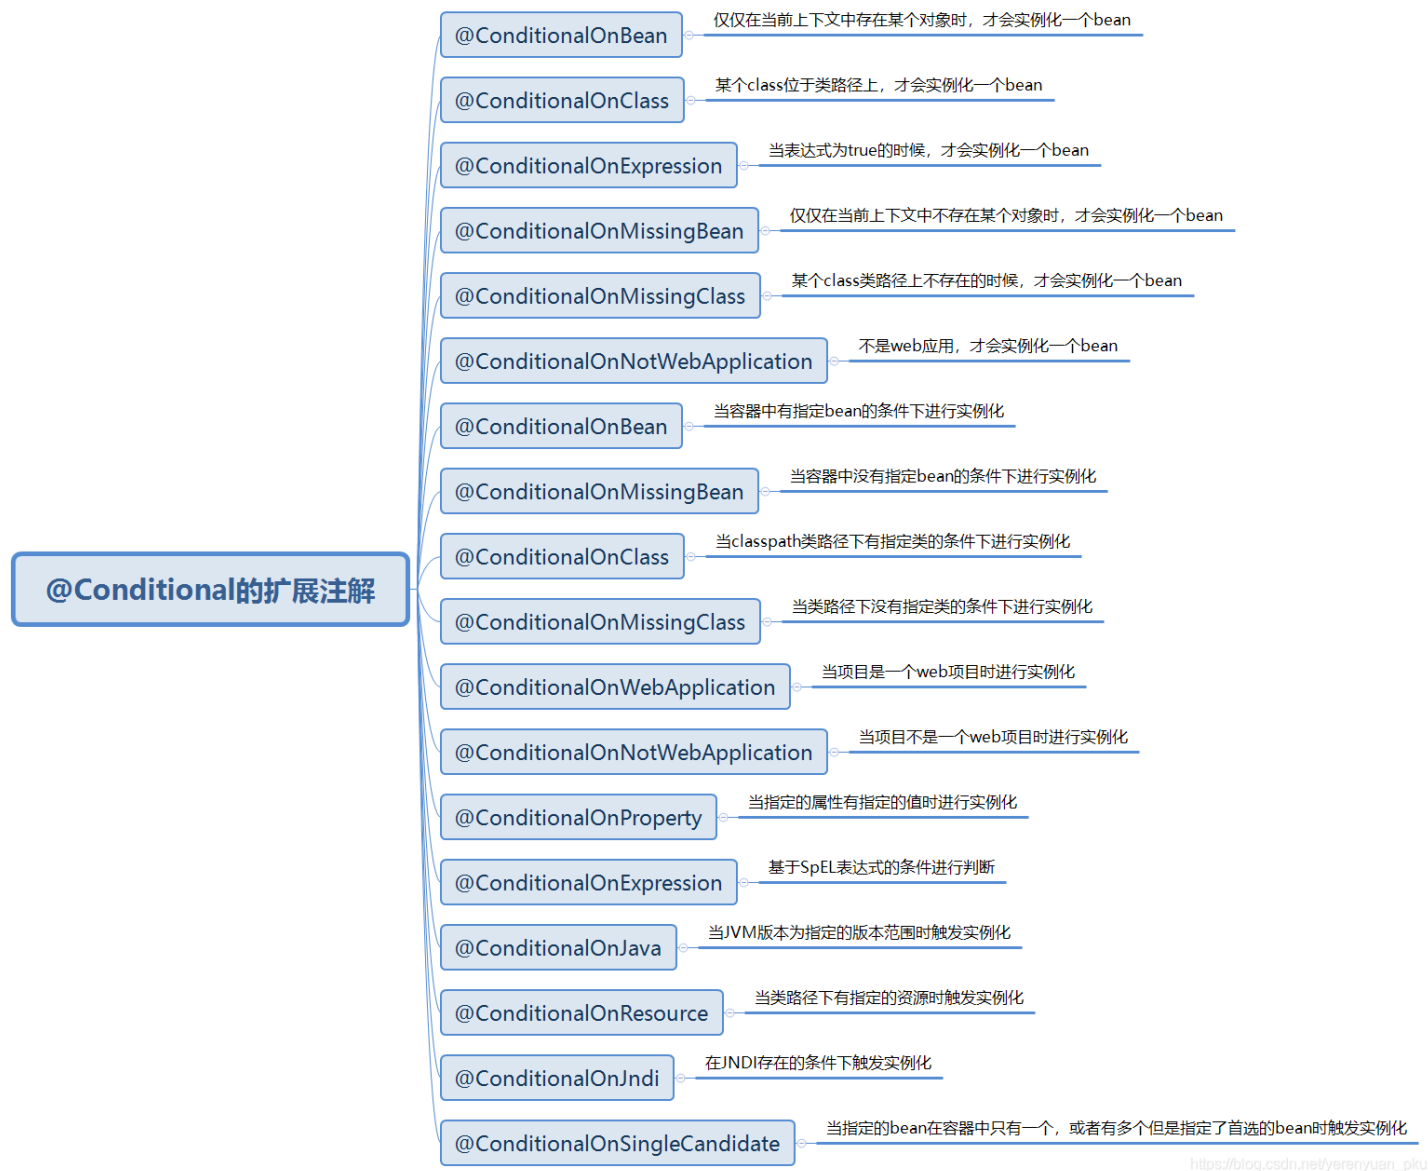 @Conditional的扩展注解
@ConditionalOnBean 仅仅在当前上下文中存在某个对象时，才会实例化一个bean
@ConditionalOnClass 某个class位于类路径上，才会实例化一个bean
@ConditionalOnExpression 当表达式为true的时候，才会实例化一个bean
@ConditionalOnMissingBean 仅仅在当前上下文中不存在某个对象时，才会实例化一个bean
@ConditionalOnMissingClass 某个class类路径上不存在的时候，才会实例化一个bean
@ConditionalOnNotWebApplication 不是web应用，才会实例化一个bean
@ConditionalOnBean 当容器中有指定bean的条件下进行实例化
@ConditionalOnMissingBean 当容器中没有指定bean的条件下进行实例化
@ConditionalOnClass 当classpath类路径下有指定类的条件下进行实例化
@ConditionalOnMissingClass 当类路径下没有指定类的条件下进行实例化
@ConditionalOnWebApplication 当项目是一个web项目时进行实例化
@ConditionalOnNotWebApplication 当项目不是一个web项目时进行实例化
@ConditionalOnProperty 当指定的属性有指定的值时进行实例化
@ConditionalOnExpression 基于SpEL表达式的条件进行判断
@ConditionalOnJava 当JVM版本为指定的版本范围时触发实例化
@ConditionalOnResource 当类路径下有指定的资源时触发实例化
@ConditionalOnJndi 在JNDI存在的条件下触发实例化
@ConditionalOnSingleCandidate 当指定的bean在容器中只有一个，或者有多个但是指定了首选的bean时触发实例化
https://blog.csdn.net/yerenyuan_pku